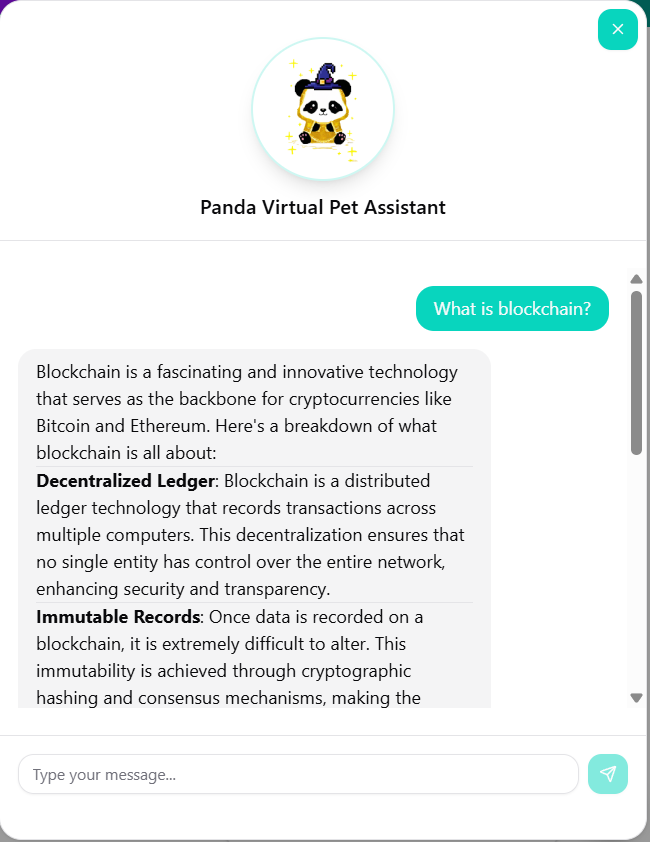 Panda Virtual Pet Assistant
What is blockchain?
Blockchain is a fascinating and innovative technology
that serves as the backbone for cryptocurrencies like
Bitcoin and Ethereum. Here's a breakdown of what
blockchain is all about:
Decentralized Ledger: Blockchain is a distributed
ledger technology that records transactions across
multiple computers. This decentralization ensures that
no single entity has control over the entire network,
enhancing security and transparency.
Immutable Records: Once data is recorded on a
blockchain, it is extremely difficult to alter. This
immutability is achieved through cryptographic
hashing and consensus mechanisms, making the
Type your message...